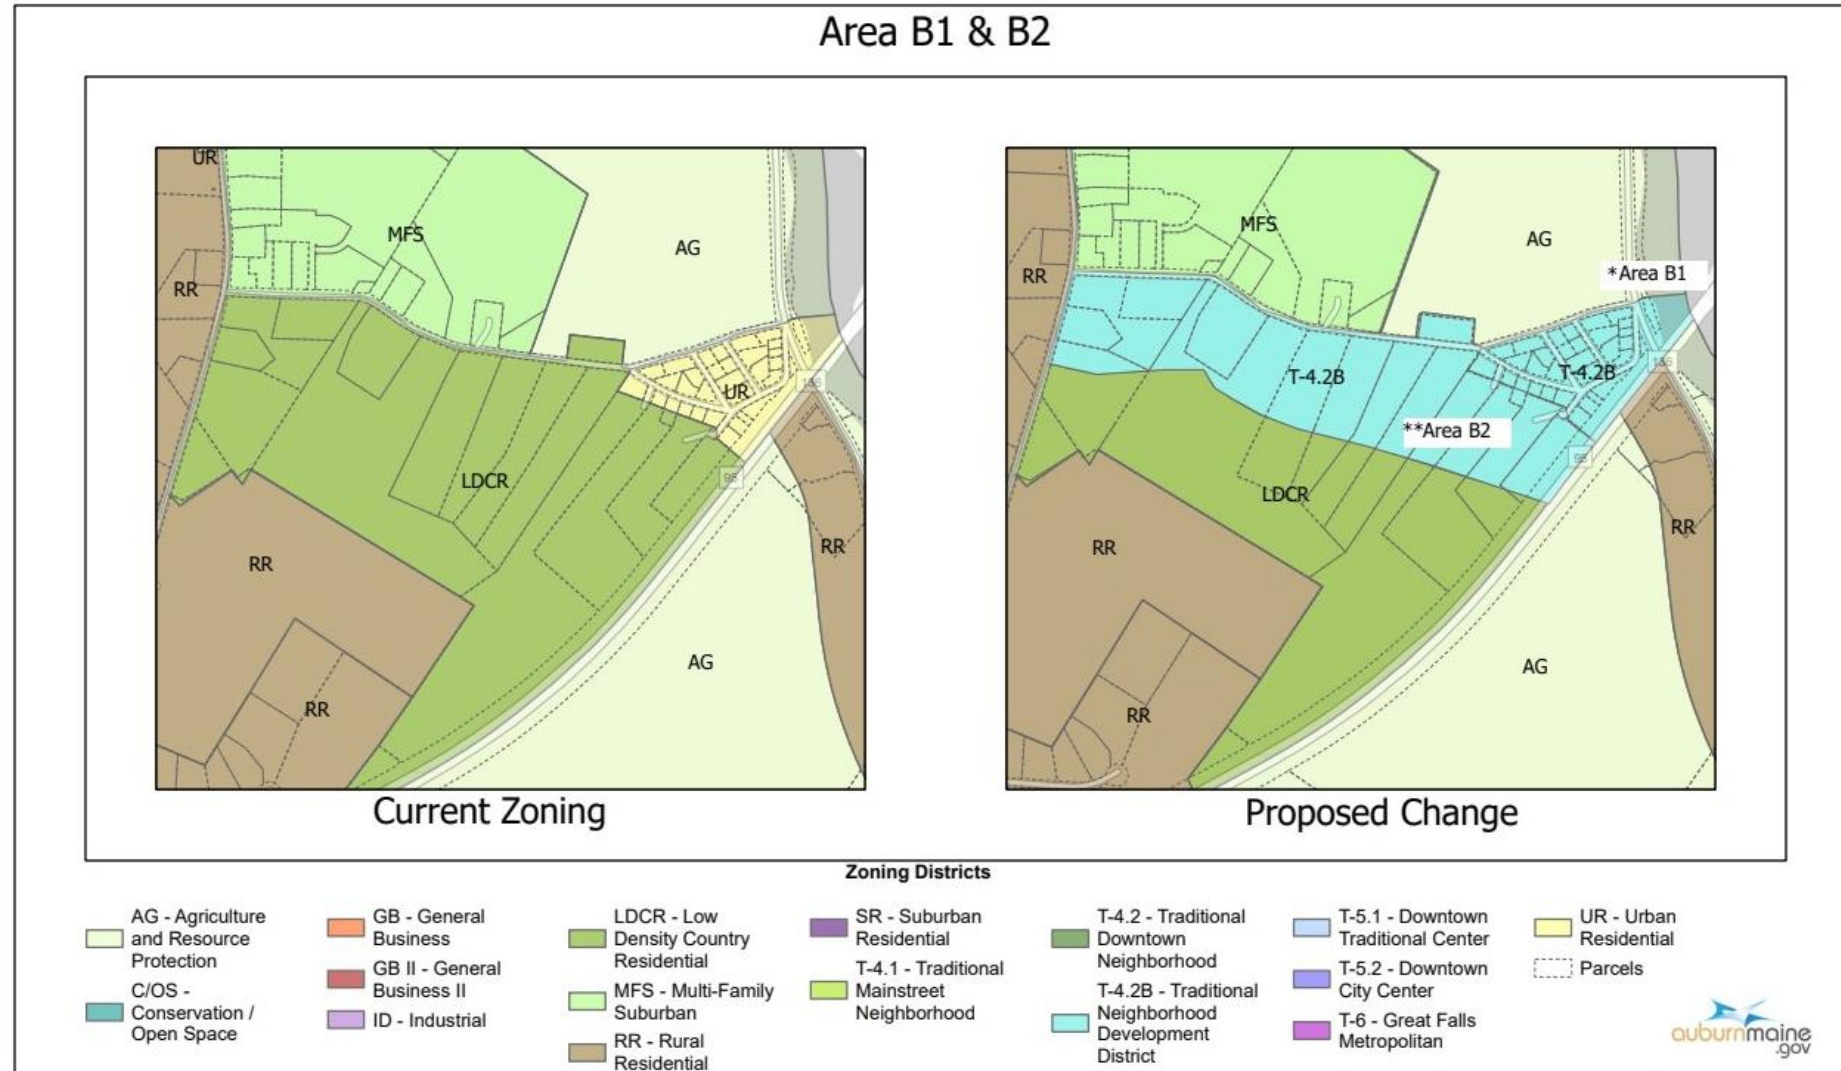 Area B1 & B2
UR
MFS
AG
RR
UR
LDCR
136
95
RR
RR
AG
RR
Current Zoning
MFS
AG
RR
*Area B1
T-4.2B
T-4.2B
136
**Area B2
95
LDCR
RR
RR
AG
RR
Proposed Change
Zoning Districts
AG - Agriculture
and Resource
Protection
C/OS -
Conservation /
Open Space
GB - General
Business
GB II - General
Business II
ID - Industrial
LDCR - Low
Density Country
Residential
MFS - Multi-Family
Suburban
RR - Rural
Residential
SR - Suburban
Residential
T-4.1 - Traditional
Mainstreet
Neighborhood
T-4.2 - Traditional
Downtown
Neighborhood
T-4.2B - Traditional
Neighborhood
Development
District
T-5.1 - Downtown
Traditional Center
T-5.2 - Downtown
City Center
T-6 - Great Falls
Metropolitan
UR - Urban
Residential
Parcels
auburnmaine
.gov